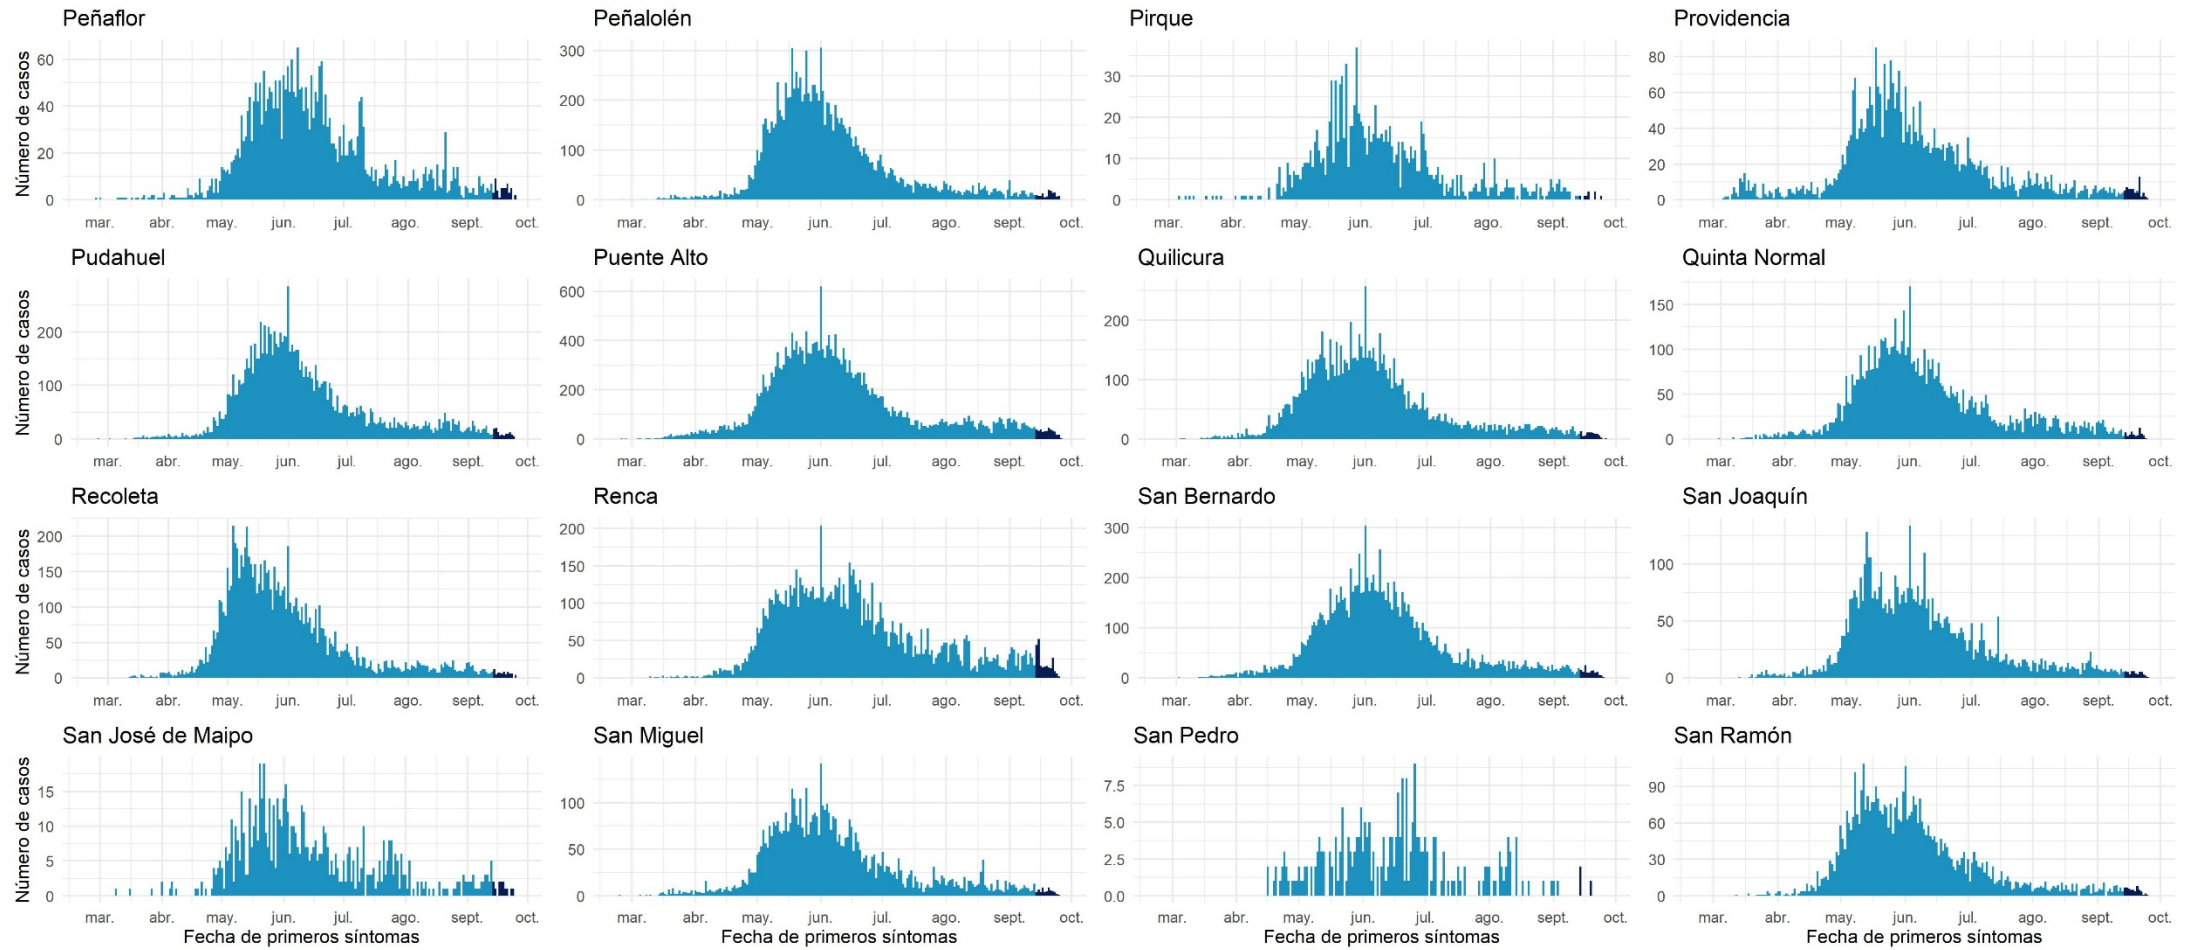 Peñaflor
Peñalolén
Pirque
Providencia
Número de casos
60
40
20
0
300
200
100
0
30
20
10
0
80
60
40
20
0
mar. abr. may. jun. jul. ago. sept. oct.
mar. abr. may. jun. jul. ago. sept. oct.
mar. abr. may. jun. jul. ago. sept. oct.
mar. abr. may. jun. jul. ago. sept. oct.
Pudahuel
Puente Alto
Quilicura
Quinta Normal
Número de casos
200
100
0
600
400
200
0
200
100
0
150
100
50
0
mar. abr. may. jun. jul. ago. sept. oct.
mar. abr. may. jun. jul. ago. sept. oct.
mar. abr. may. jun. jul. ago. sept. oct.
mar. abr. may. jun. jul. ago. sept. oct.
Recoleta
Renca
San Bernardo
San Joaquín
Número de casos
200
150
100
50
0
200
150
100
50
0
300
200
100
0
100
50
0
mar. abr. may. jun. jul. ago. sept. oct.
mar. abr. may. jun. jul. ago. sept. oct.
mar. abr. may. jun. jul. ago. sept. oct.
mar. abr. may. jun. jul. ago. sept. oct.
San José de Maipo
San Miguel
San Pedro
San Ramón
Número de casos
15
10
5
0
100
50
0
7.5
5.0
2.5
0.0
90
60
30
0
mar. abr. may. jun. jul. ago. sept. oct.
mar. abr. may. jun. jul. ago. sept. oct.
mar. abr. may. jun. jul. ago. sept. oct.
mar. abr. may. jun. jul. ago. sept. oct.
Fecha de primeros síntomas
Fecha de primeros síntomas
Fecha de primeros síntomas
Fecha de primeros síntomas